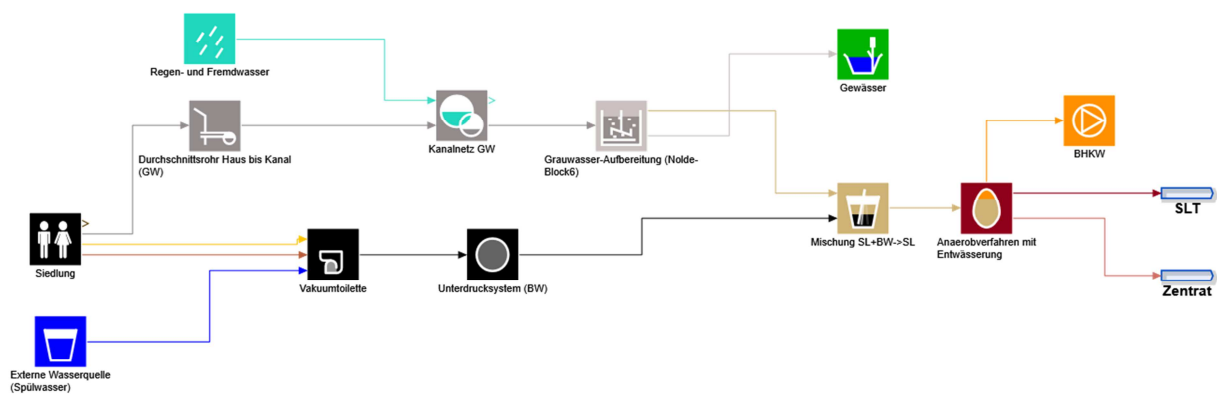 Regen- und Fremdwasser
Gewässer
>
Durchschnittsrohr Haus bis Kanal
(GW)
Kanalnetz GW
Grauwasser-Aufbereitung (Nolde-
Block6)
BHKW
>
Siedlung
Vakuumtoilette
Unterdrucksystem (BW)
Mischung SL+BW->SL
Anaerobverfahren mit
Entwässerung
SLT
Zentrat
Externe Wasserquelle
(Spülwasser)